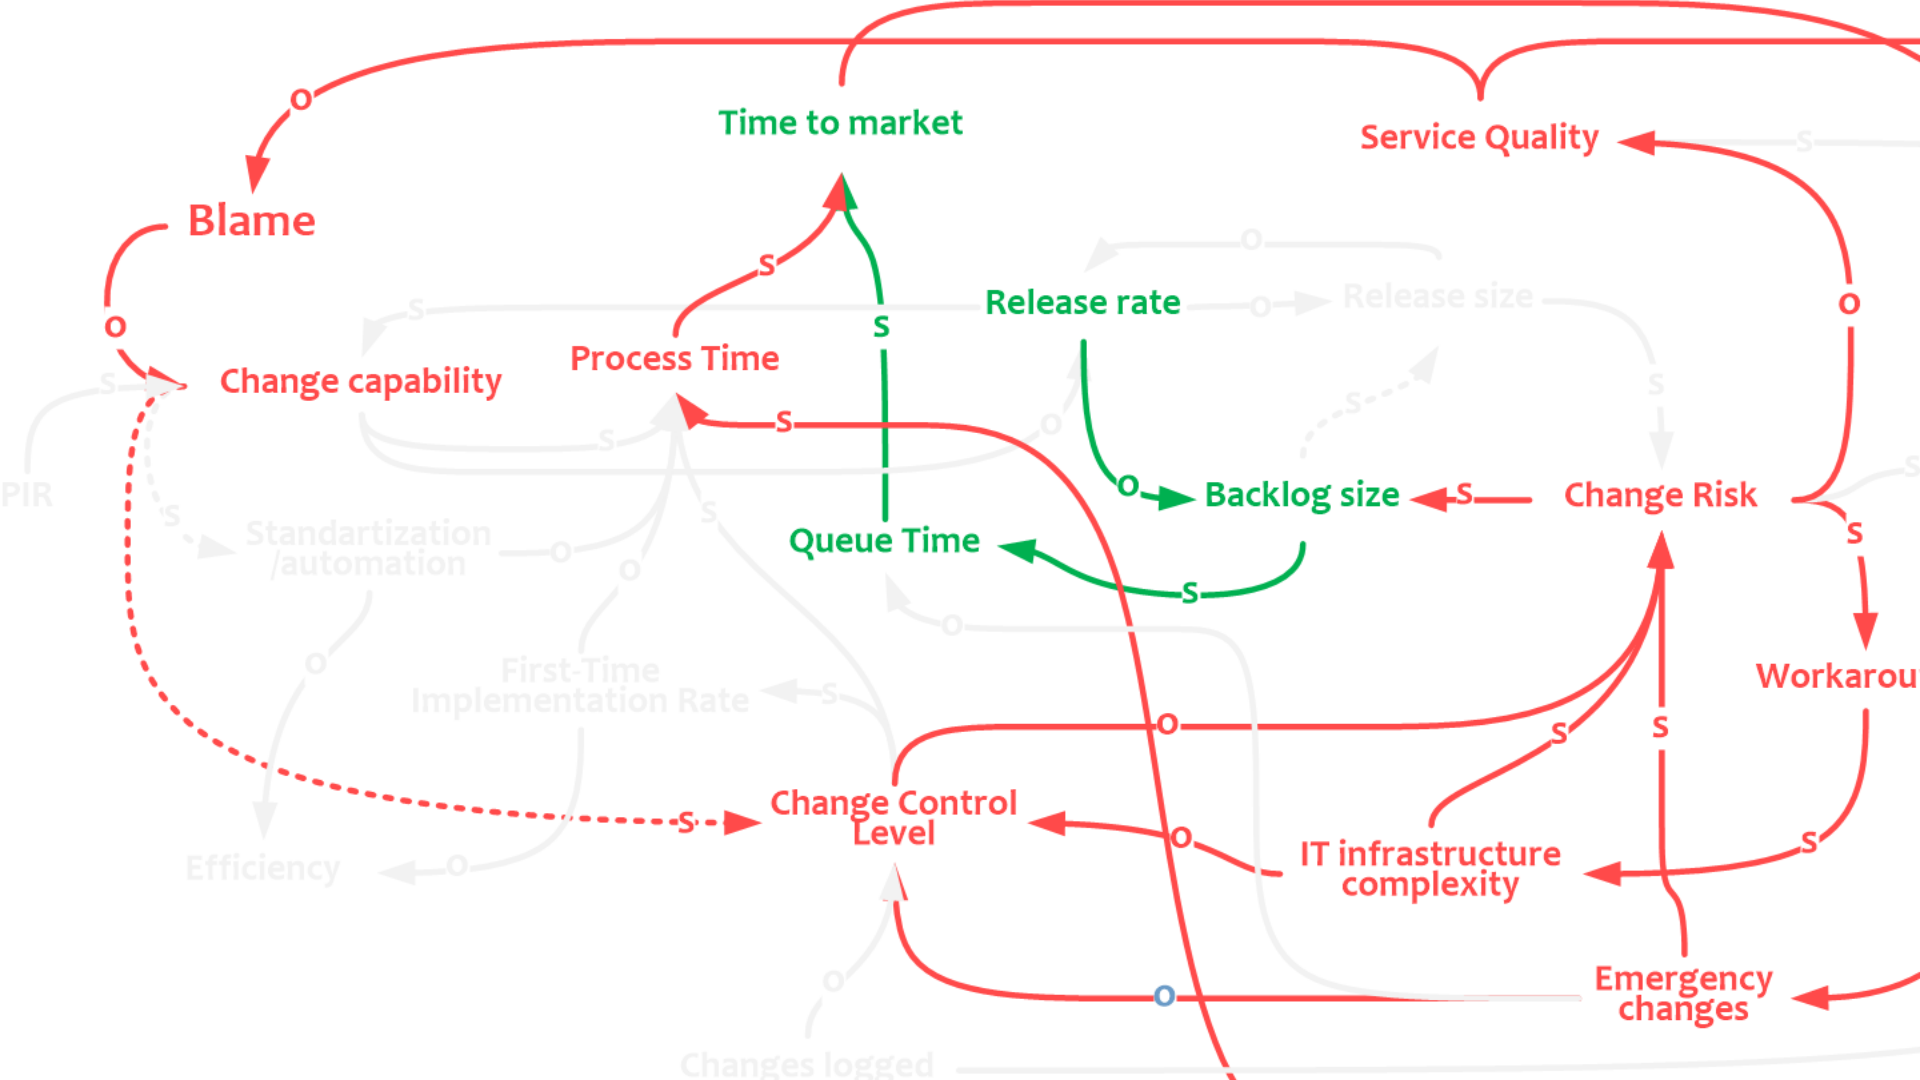 O
Time to market
Service Quality
S
Blame
O
S
Release rate
Release size
S
O
O
S
O
Process Time
Change capability
S
S
S
S
O
S
O
Backlog size
S
Change Risk
S
PIR
S
S
Standartization
/automation
O
Queue Time
S
O
S
O
O
First-Time
Implementation Rate
S
Workarou
O
S
S
Change Control
Level
S
O
IT infrastructure
complexity
S
Efficiency
O
O
O
Emergency
changes
Changes logged